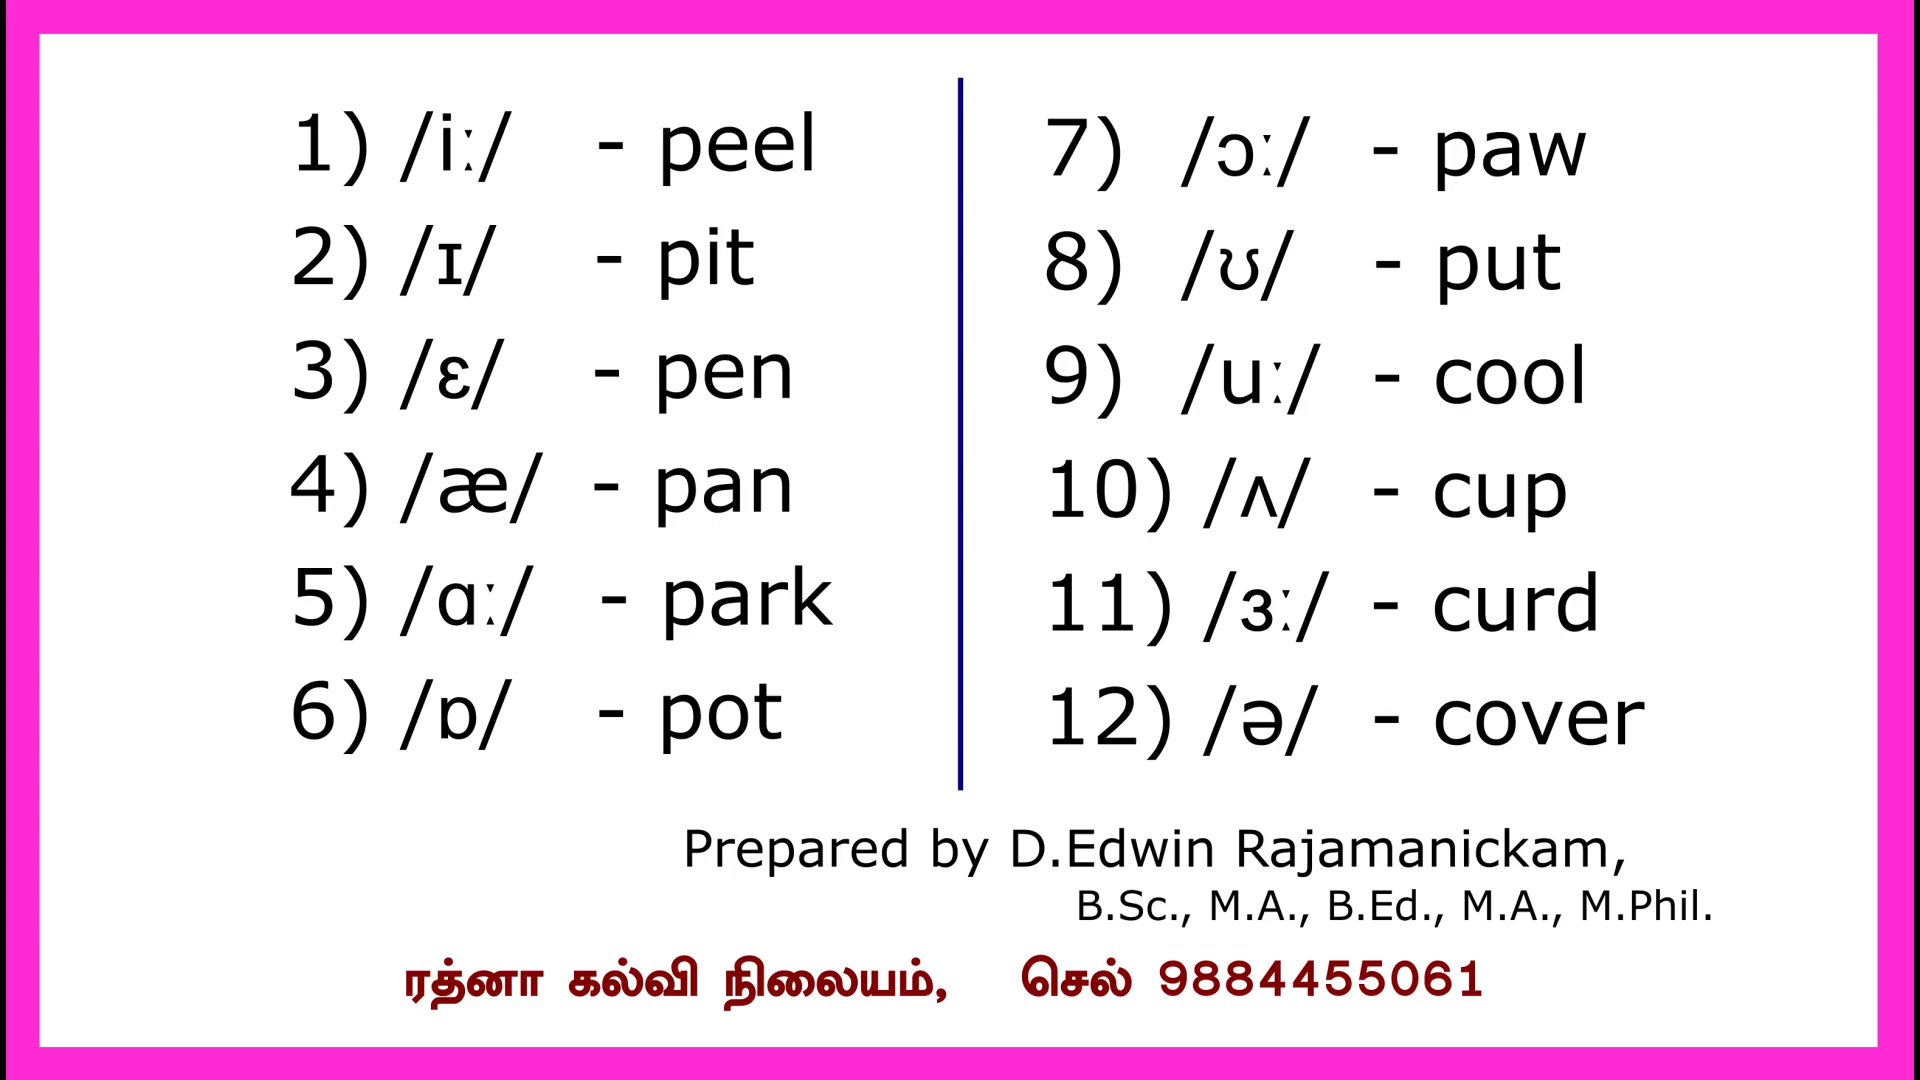 1) /iː/ - peel
2) /ɪ/ - pit
3) /ɛ/ - pen
4) /æ/ - pan
5) /ɑː/ - park
6) /ɒ/ - pot
7) /ɔː/ - paw
8) /ʊ/ - put
9) /uː/ - cool
10) /ʌ/ - cup
11) /ɜː/ - curd
12) /ə/ - cover
Prepared by D.Edwin Rajamanickam,
B.Sc., M.A., B.Ed., M.A., M.Phil.
ரத்னா கல்வி நிலையம், செல் 9884455061